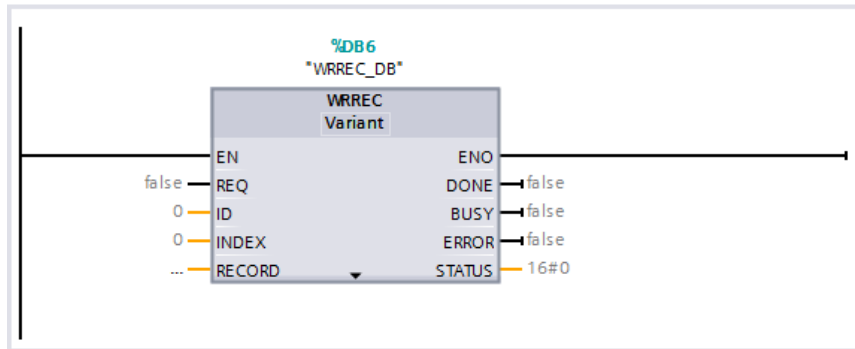 %DB6
"WRREC_DB"
WRREC
Variant
EN ENO
false REQ DONE false
0 ID BUSY false
0 INDEX ERROR false
... RECORD STATUS 16#0